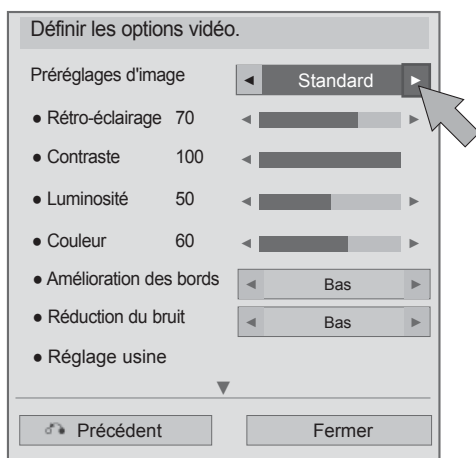 Définir les options vidéo.
Préréglages d'image ◄ Standard ►
● Rétro-éclairage 70
● Contraste 100
● Luminosité 50
● Couleur 60
● Amélioration des bords ◄ Bas ►
● Réduction du bruit ◄ Bas ►
● Réglage usine
▼
Précédent Fermer